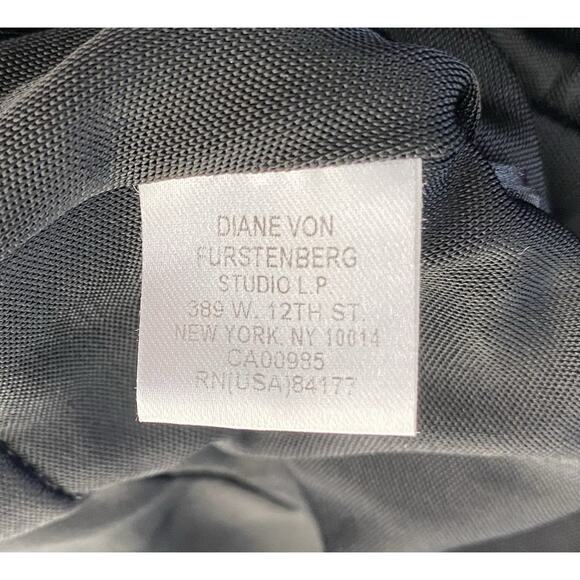 DIANE VON
FURSTENBERG
STUDIO L.P
389 W. 12TH ST.
NEW YORK, NY 10014
CA00985
RN(USA)84177